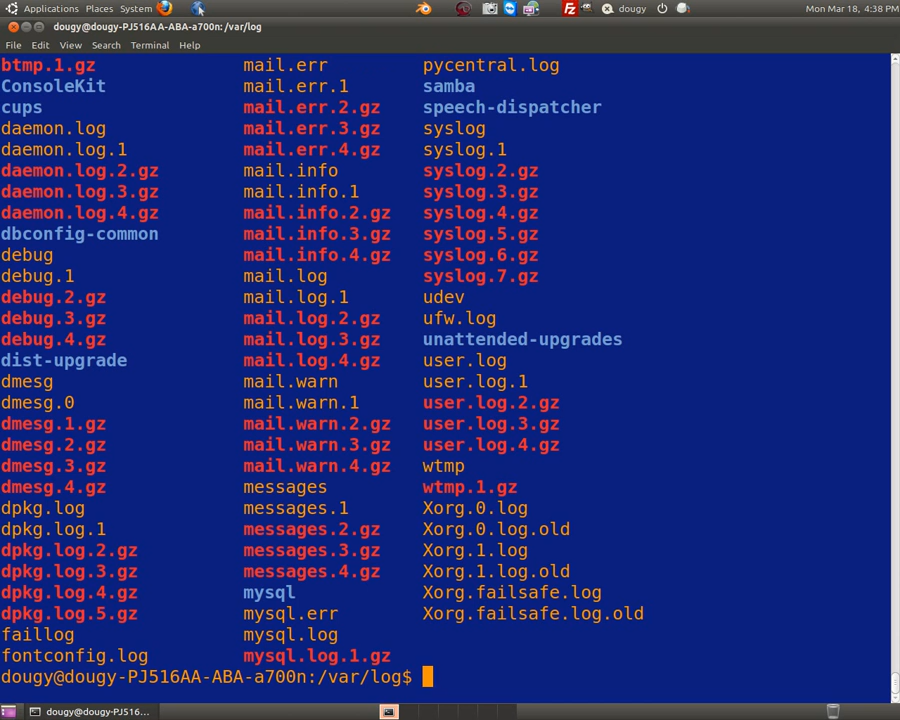 Applications Places System dougy Mon Mar 18, 4:38 PM
dougy@dougy-PJ516AA-ABA-a700n: /var/log
File Edit View Search Terminal Help
btmp.1.gz mail.err pycentral.log
ConsoleKit mail.err.1 samba
cups mail.err.2.gz speech-dispatcher
daemon.log mail.err.3.gz syslog
daemon.log.1 mail.err.4.gz syslog.1
daemon.log.2.gz mail.info syslog.2.gz
daemon.log.3.gz mail.info.1 syslog.3.gz
daemon.log.4.gz mail.info.2.gz syslog.4.gz
dbconfig-common mail.info.3.gz syslog.5.gz
debug mail.info.4.gz syslog.6.gz
debug.1 mail.log syslog.7.gz
debug.2.gz mail.log.1 udev
debug.3.gz mail.log.2.gz ufw.log
debug.4.gz mail.log.3.gz unattended-upgrades
dist-upgrade mail.log.4.gz user.log
dmesg mail.warn user.log.1
dmesg.0 mail.warn.1 user.log.2.gz
dmesg.1.gz mail.warn.2.gz user.log.3.gz
dmesg.2.gz mail.warn.3.gz user.log.4.gz
dmesg.3.gz mail.warn.4.gz wtmp
dmesg.4.gz messages wtmp.1.gz
dpkg.log messages.1 Xorg.0.log
dpkg.log.1 messages.2.gz Xorg.0.log.old
dpkg.log.2.gz messages.3.gz Xorg.1.log
dpkg.log.3.gz messages.4.gz Xorg.1.log.old
dpkg.log.4.gz mysql Xorg.failsafe.log
dpkg.log.5.gz mysql.err Xorg.failsafe.log.old
faillog mysql.log
fontconfig.log mysql.log.1.gz
dougy@dougy-PJ516AA-ABA-a700n:/var/log$
dougy@dougy-PJ516...